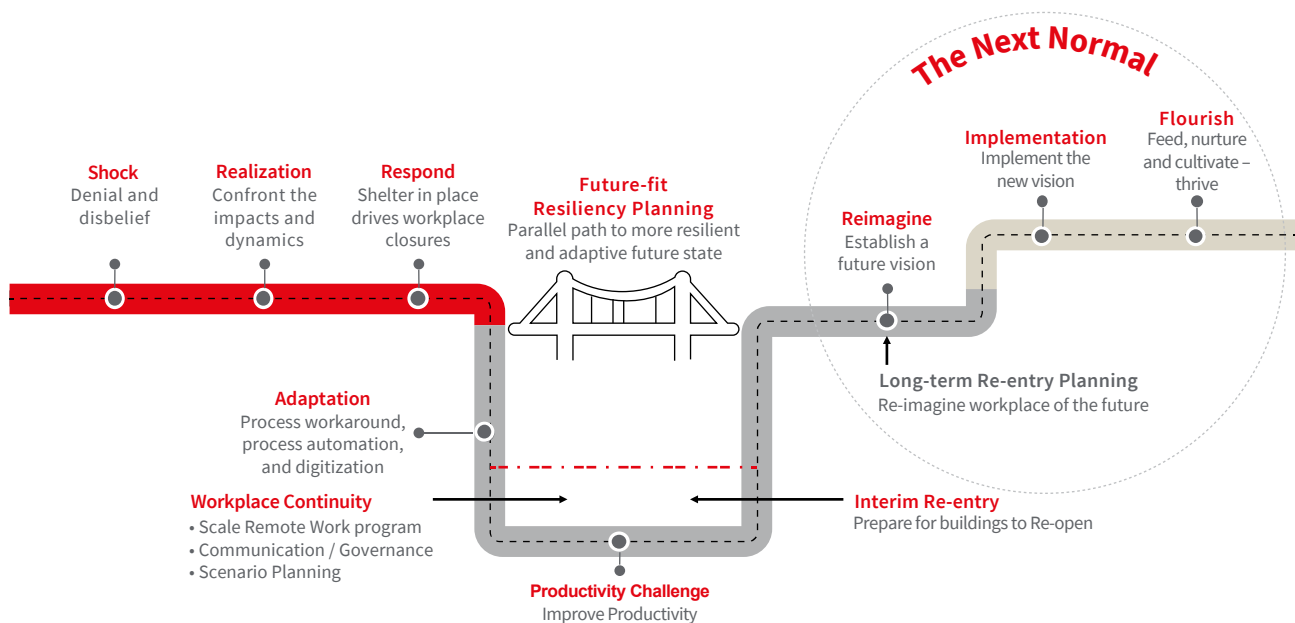 The Next Normal
Shock
Denial and
disbelief
Realization
Confront the
impacts and
dynamics
Respond
Shelter in place
drives workplace
closures
Future-fit
Resiliency Planning
Parallel path to more resilient
and adaptive future state
Reimagine
Establish a
future vision
Implementation
Implement the
new vision
Flourish
Feed, nurture
and cultivate –
thrive
Long-term Re-entry Planning
Re-imagine workplace of the future
Adaptation
Process workaround,
process automation,
and digitization
Workplace Continuity
• Scale Remote Work program
• Communication / Governance
• Scenario Planning
Interim Re-entry
Prepare for buildings to Re-open
Productivity Challenge
Improve Productivity